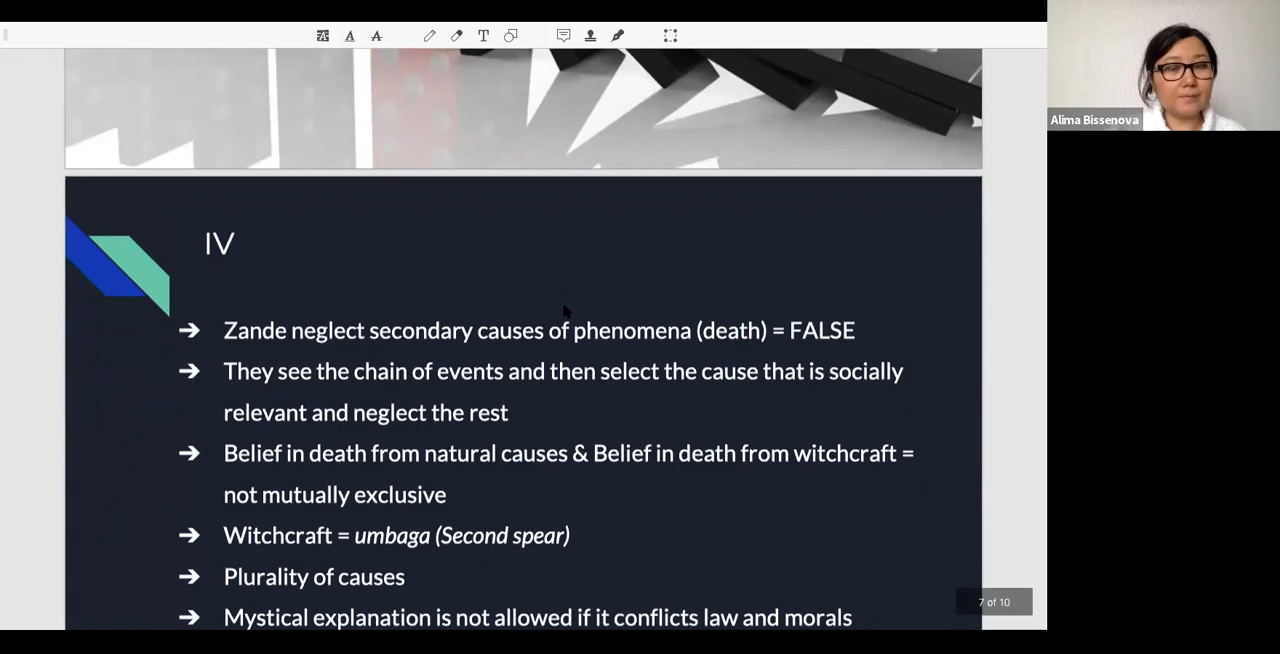 Alima Bissenova
IV
➔ Zande neglect secondary causes of phenomena (death) = FALSE
➔ They see the chain of events and then select the cause that is socially
relevant and neglect the rest
➔ Belief in death from natural causes & Belief in death from witchcraft =
not mutually exclusive
➔ Witchcraft = umbaga (Second spear)
➔ Plurality of causes
➔ Mystical explanation is not allowed if it conflicts law and morals
7 of 10